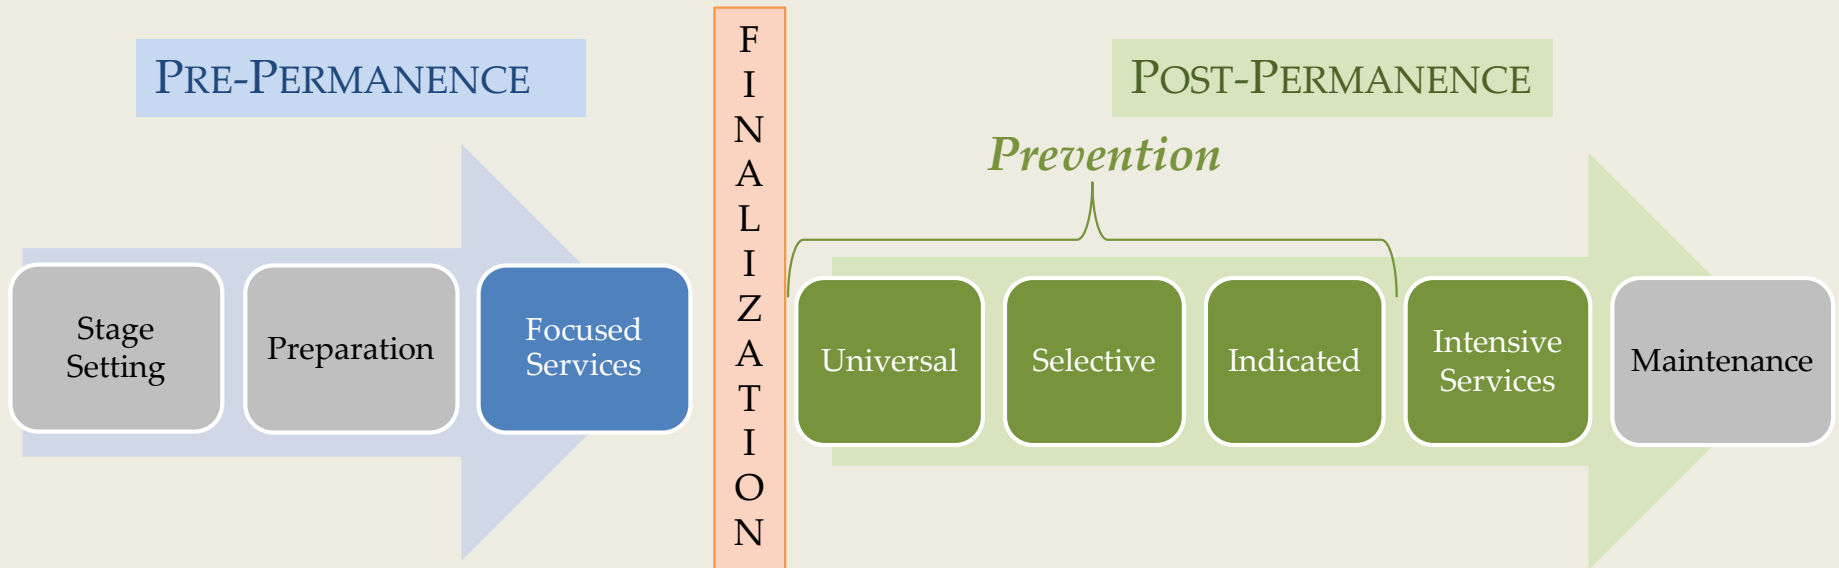 PRE-PERMANENCE
Stage
Setting
Preparation
Focused
Services
F
I
N
A
L
I
Z
A
T
I
O
N
POST-PERMANENCE
Prevention
Universal
Selective
Indicated
Intensive
Services
Maintenance